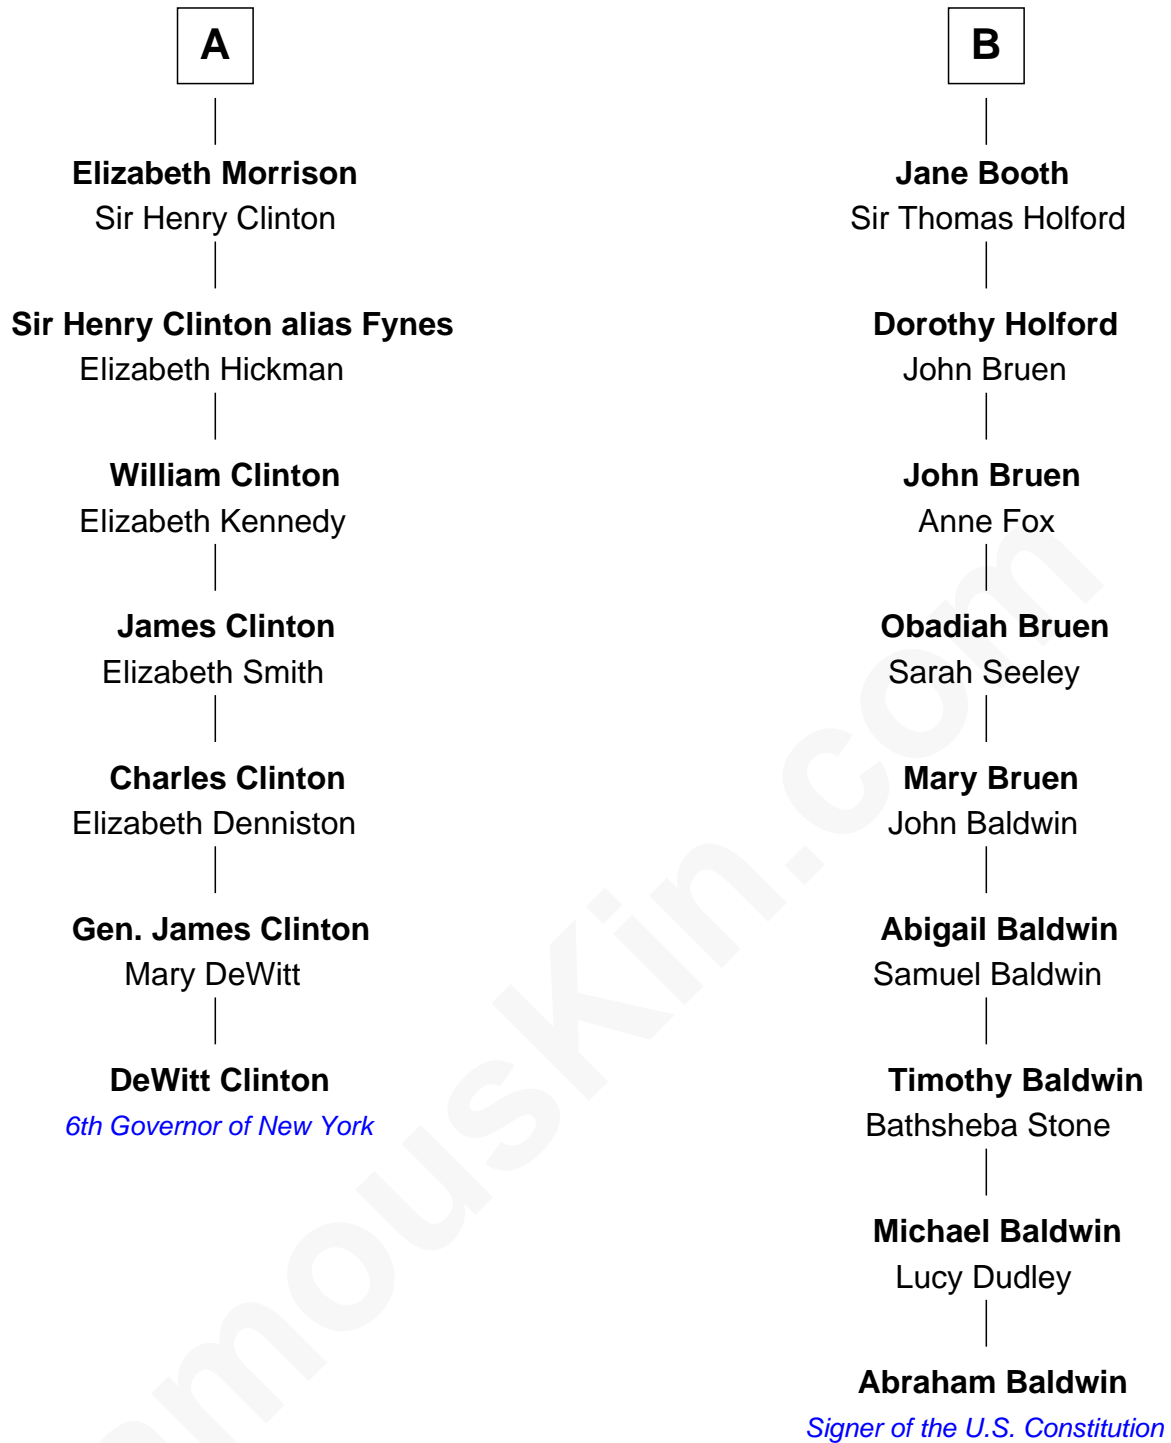 A
Elizabeth Morrison
Sir Henry Clinton
Sir Henry Clinton alias Fynes
Elizabeth Hickman
William Clinton
Elizabeth Kennedy
James Clinton
Elizabeth Smith
Charles Clinton
Elizabeth Denniston
Gen. James Clinton
Mary DeWitt
DeWitt Clinton
6th Governor of New York
B
Jane Booth
Sir Thomas Holford
Dorothy Holford
John Bruen
John Bruen
Anne Fox
Obadiah Bruen
Sarah Seeley
Mary Bruen
John Baldwin
Abigail Baldwin
Samuel Baldwin
Timothy Baldwin
Bathsheba Stone
Michael Baldwin
Lucy Dudley
Abraham Baldwin
Signer of the U.S. Constitution
amouskin.com